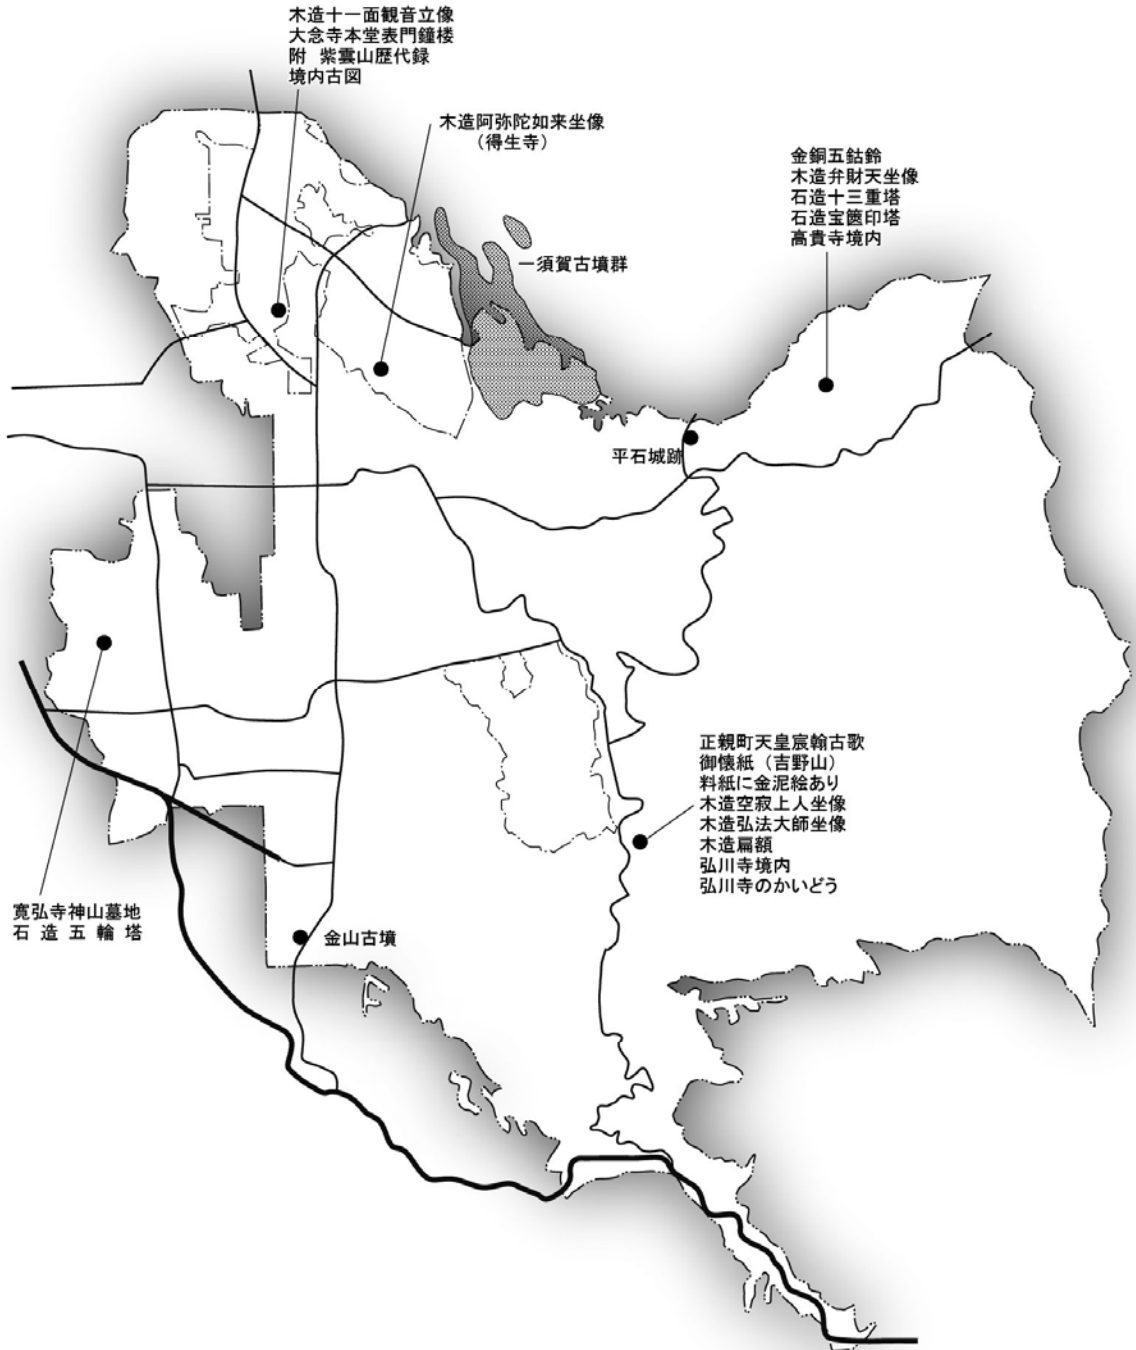 木造十一面観音立像
大念寺本堂表門鐘楼
附 紫雲山歴代録
境内古図
木造阿弥陀如来坐像
（得生寺）
金銅五鈷鈴
木造弁財天坐像
石造十三重塔
石造宝篋印塔
高貴寺境内
一須賀古墳群
平石城跡
正親町天皇宸翰古歌
御懐紙（吉野山）
料紙に金泥絵あり
木造空寂上人坐像
木造弘法大師坐像
木造扁額
弘川寺境内
弘川寺のかいどう
寛弘寺神山墓地
石 造 五 輪 塔
金山古墳